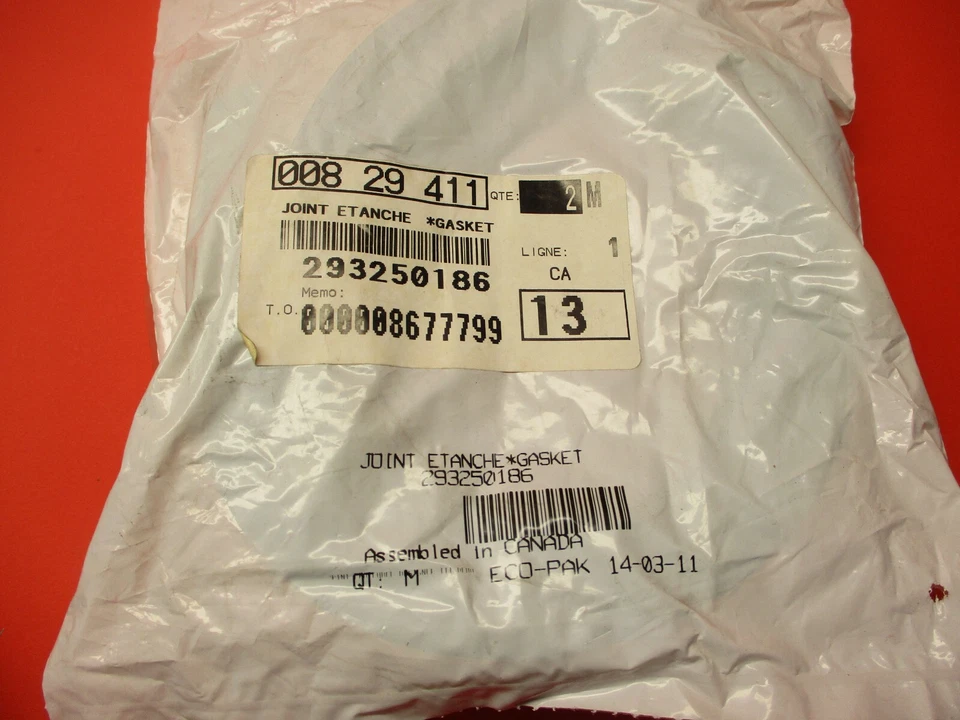 008 29 411 QTE: 2 M
JOINT ETANCHE *GASKET
LIGNE: 1
293250186 CA
Memo:
T.O. 000008677799 13
JOINT ETANCHE*GASKET
293250186
Assembled in CANADA
QT: M ECO-PAK 14-03-11